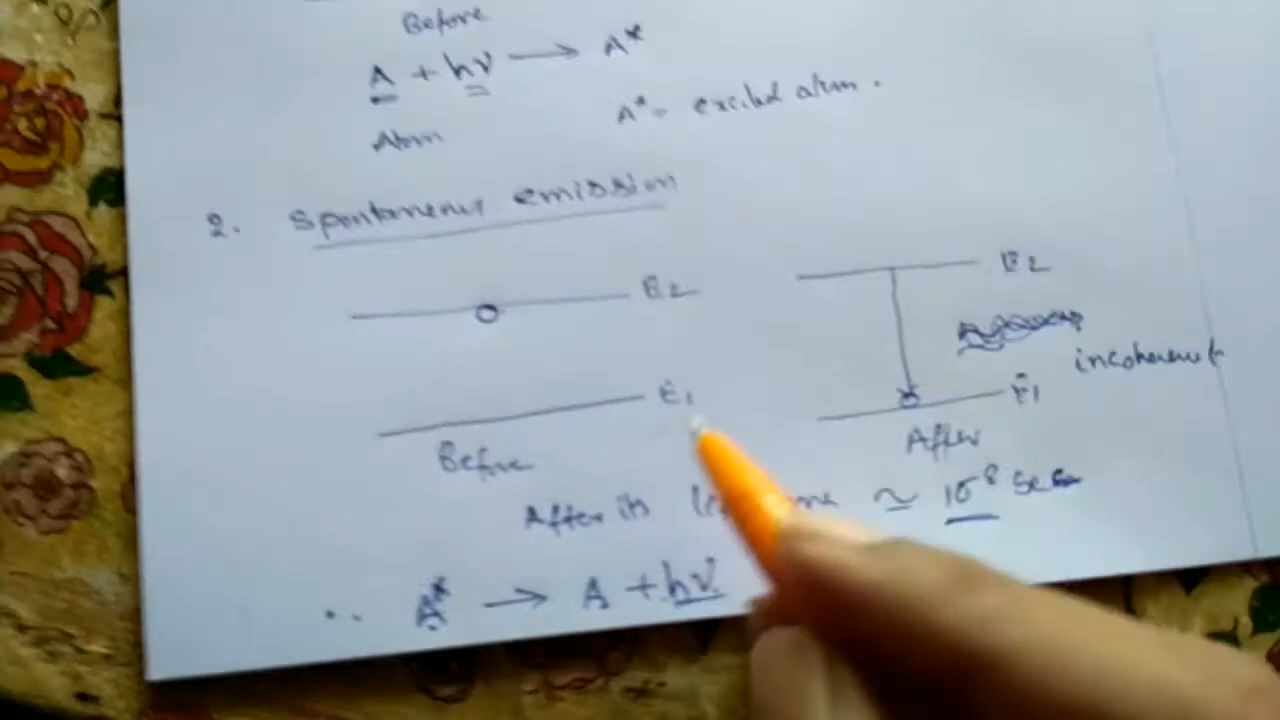 Before
A + hν → A*
A* = excited atom.
Atom
2. Spontaneous emission
E2 E2
incoherent
E1 E1
Before After
After its ≃ 10⁻⁸ sec
∴ A* → A + hν